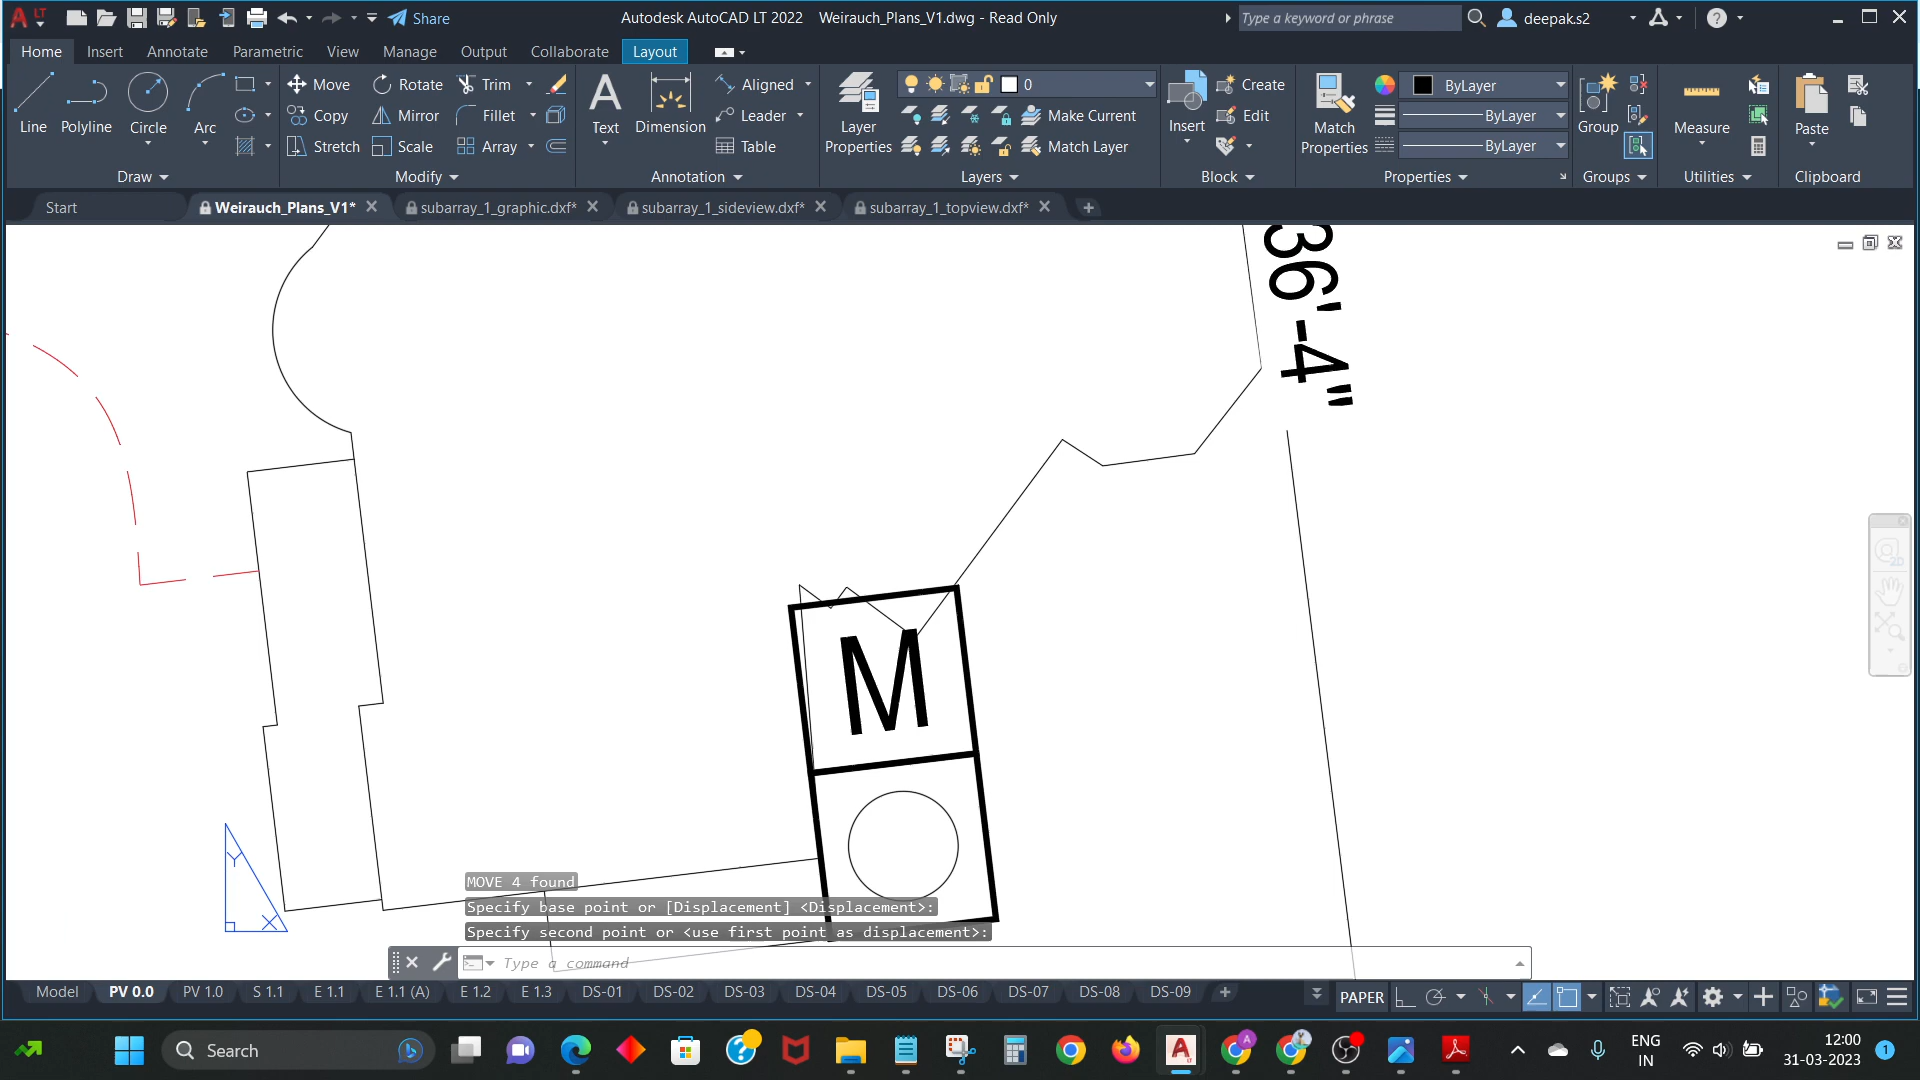 A LT
Share
Autodesk AutoCAD LT 2022 Weirauch_Plans_V1.dwg - Read Only
Type a keyword or phrase
deepak.s2
Home Insert Annotate Parametric View Manage Output Collaborate Layout
Move Rotate Trim Aligned 0 Create ByLayer
Line Polyline Circle Arc Copy Mirror Fillet Text Dimension Leader Layer Properties Make Current Insert Edit Match Properties ByLayer Group Measure Paste
Stretch Scale Array Table Match Layer ByLayer
Draw Modify Annotation Layers Block Properties Groups Utilities Clipboard
Start Weirauch_Plans_V1* subarray_1_graphic.dxf* subarray_1_sideview.dxf* subarray_1_topview.dxf*
36'-4"
2D
M
Y
X
MOVE 4 found
Specify base point or [Displacement] <Displacement>:
Specify second point or <use first point as displacement>:
Type a command
Model PV 0.0 PV 1.0 S 1.1 E 1.1 E 1.1 (A) E 1.2 E 1.3 DS-01 DS-02 DS-03 DS-04 DS-05 DS-06 DS-07 DS-08 DS-09 PAPER
Search
ENG
IN
12:00
31-03-2023
1